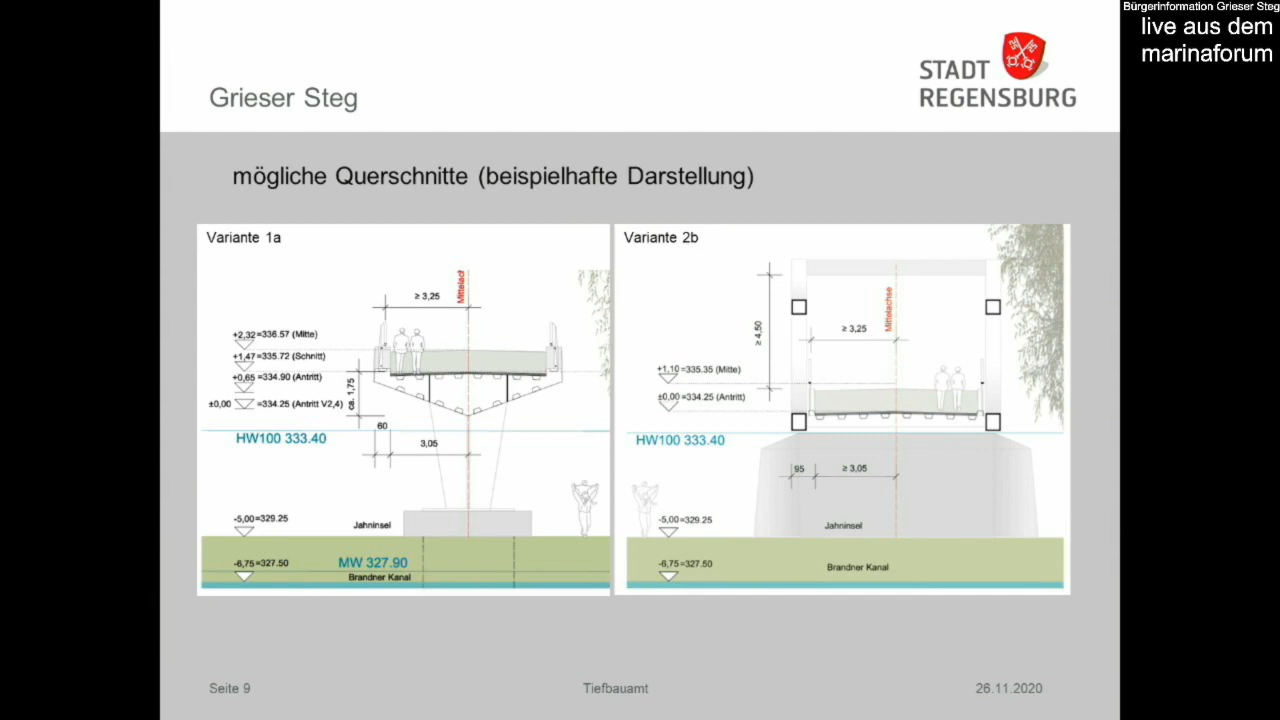 Bürgerinformation Grieser Steg
live aus dem
marinaforum
STADT
REGENSBURG
Grieser Steg
mögliche Querschnitte (beispielhafte Darstellung)
Variante 1a
Mittelach
≥ 3,25
+2,32=336.57 (Mitte)
+1,47=335.72 (Schnitt)
+0,65=334.90 (Antritt)
±0,00 =334.25 (Antritt V2,4)
ca. 1,75
HW100 333.40
60
3,05
-5,00=329.25
Jahninsel
-6,75=327.50
MW 327.90
Brandner Kanal
Variante 2b
Mittelachse
≥ 4,50
≥ 3,25
+1,10=335.35 (Mitte)
±0,00=334.25 (Antritt)
HW100 333.40
95
≥ 3,05
-5,00=329.25
Jahninsel
-6,75=327.50
Brandner Kanal
Seite 9
Tiefbauamt
26.11.2020